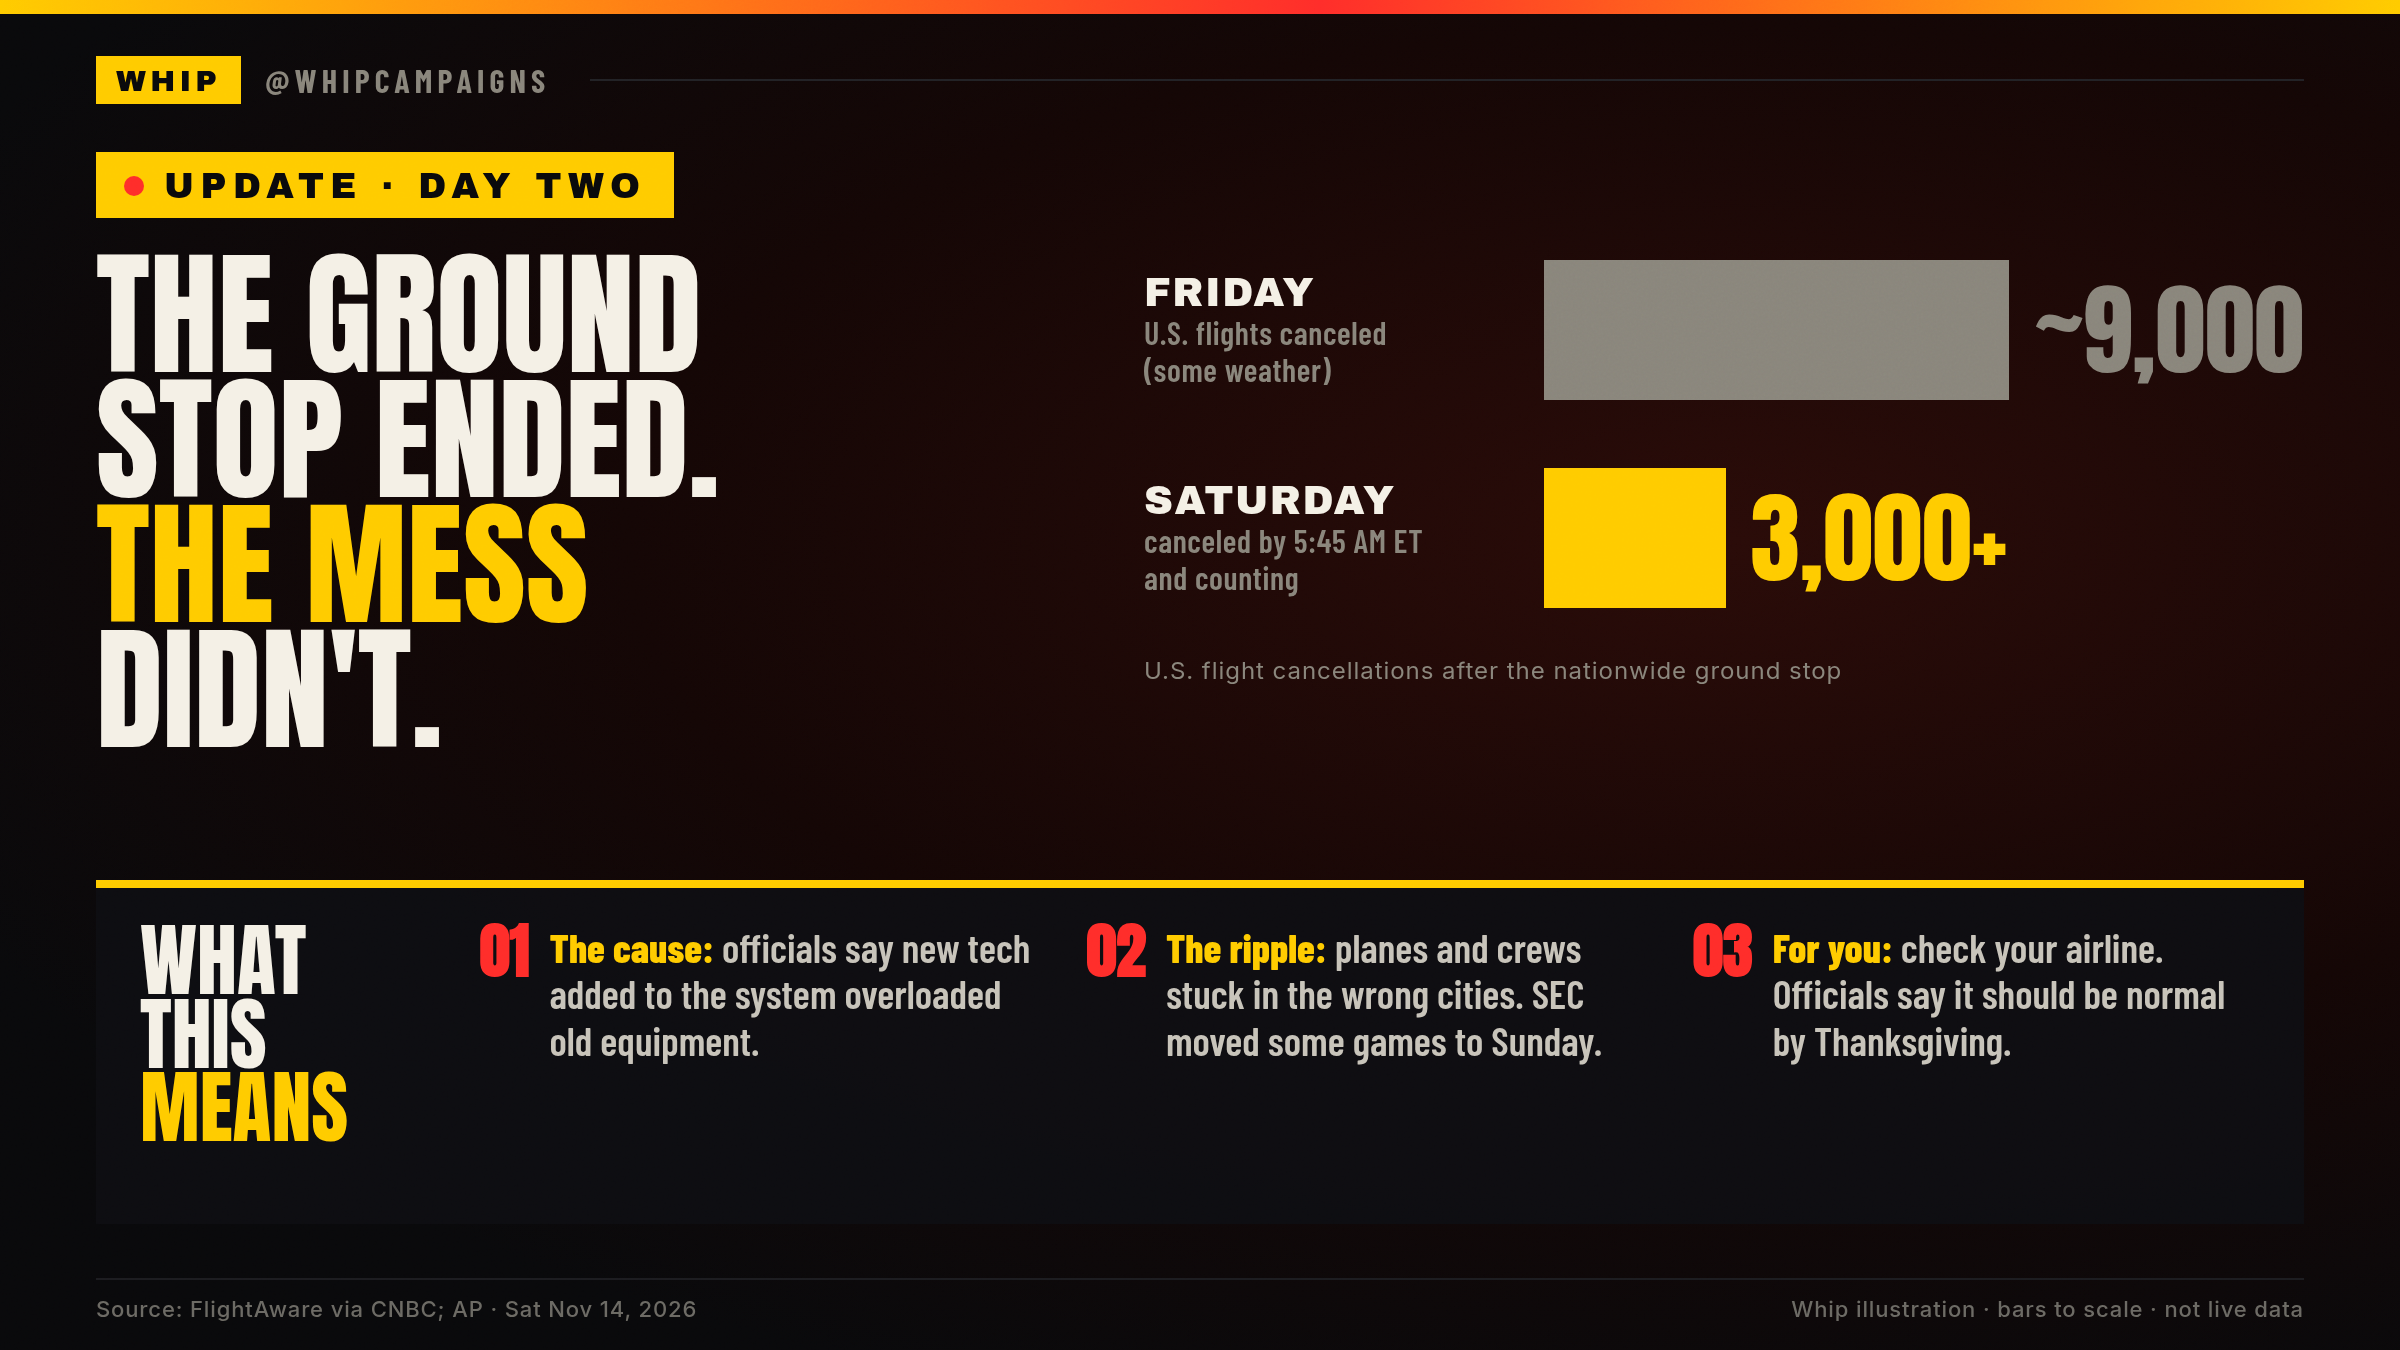 WHIP @WHIPCAMPAIGNS
UPDATE · DAY TWO
THE GROUND
STOP ENDED.
THE MESS
DIDN'T.
FRIDAY
U.S. flights canceled
(some weather)
~9,000
SATURDAY
canceled by 5:45 AM ET
and counting
3,000+
U.S. flight cancellations after the nationwide ground stop
WHAT
THIS
MEANS
01 The cause: officials say new tech
added to the system overloaded
old equipment.
02 The ripple: planes and crews
stuck in the wrong cities. SEC
moved some games to Sunday.
03 For you: check your airline.
Officials say it should be normal
by Thanksgiving.
Source: FlightAware via CNBC; AP · Sat Nov 14, 2026
Whip illustration · bars to scale · not live data